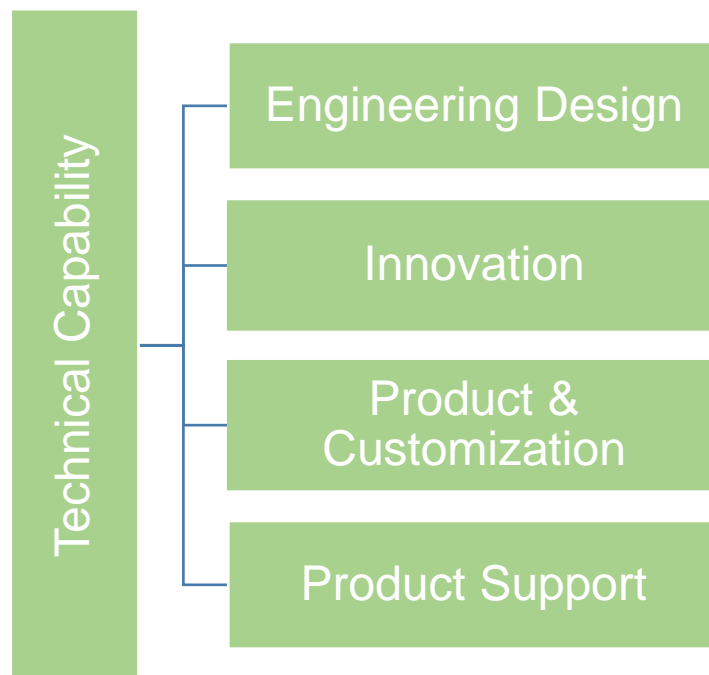 Technical Capability
Engineering Design
Innovation
Product &
Customization
Product Support